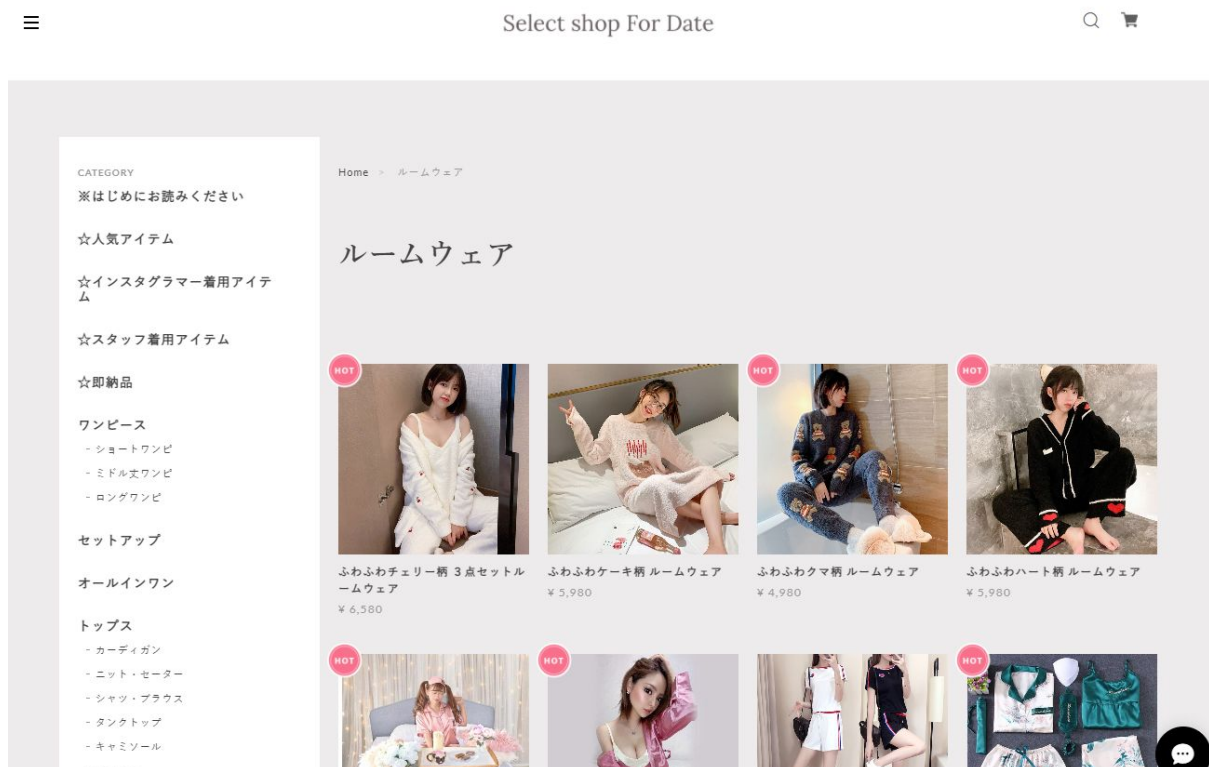 Select shop For Date
CATEGORY
※はじめにお読みください
☆人気アイテム
☆インスタグラマー着用アイテ
ム
☆スタッフ着用アイテム
☆即納品
ワンピース
- ショートワンピ
- ミドル丈ワンピ
- ロングワンピ
セットアップ
オールインワン
トップス
- カーディガン
- ニット・セーター
- シャツ・ブラウス
- タンクトップ
- キャミソール
Home > ルームウェア
ルームウェア
HOT
HOT
HOT
ふわふわチェリー柄 ３点セットル
ームウェア
¥ 6,580
ふわふわケーキ柄 ルームウェア
¥ 5,980
ふわふわクマ柄 ルームウェア
¥ 4,980
ふわふわハート柄 ルームウェア
¥ 5,980
HOT
HOT
HOT